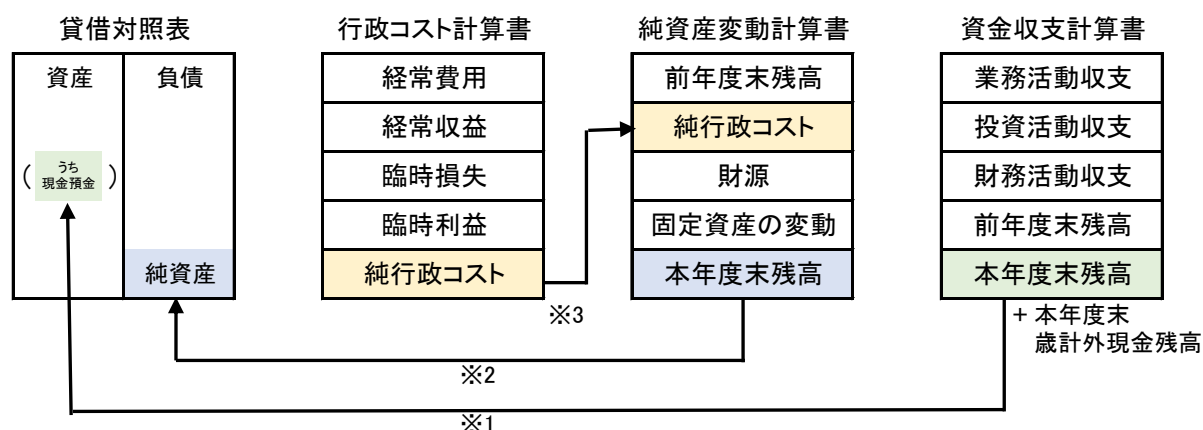 貸借対照表
資産
負債
(うち
現金預金)
純資産
行政コスト計算書
経常費用
経常収益
臨時損失
臨時利益
純行政コスト
純資産変動計算書
前年度末残高
純行政コスト
財源
固定資産の変動
本年度末残高
資金収支計算書
業務活動収支
投資活動収支
財務活動収支
前年度末残高
本年度末残高
+ 本年度末
歳計外現金残高
※3
※2
※1